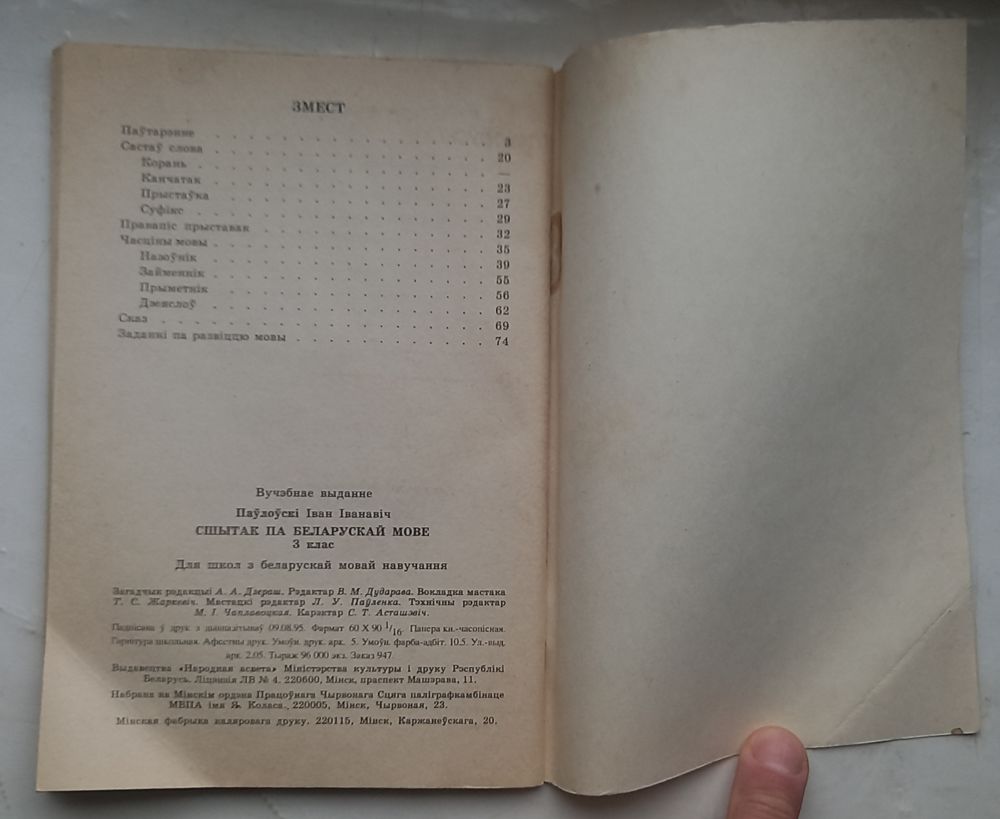 ЗМЕСТ
Паўтарэнне . . . . . . . . . . . . . . . . . 3
Састаў слова . . . . . . . . . . . . . . . . . 20
Корань . . . . . . . . . . . . . . . . . —
Канчатак . . . . . . . . . . . . . . . . . 23
Прыстаўка . . . . . . . . . . . . . . . . 27
Суфікс . . . . . . . . . . . . . . . . . 29
Правапіс прыставак . . . . . . . . . . . . . . 32
Часціны мовы . . . . . . . . . . . . . . . . . 35
Назоўнік . . . . . . . . . . . . . . . . . 39
Займеннік . . . . . . . . . . . . . . . . . 55
Прыметнік . . . . . . . . . . . . . . . . 56
Дзеяслоў . . . . . . . . . . . . . . . . . 62
Сказ . . . . . . . . . . . . . . . . . . . . 69
Заданні па развіццю мовы . . . . . . . . . . . . 74
Вучэбнае выданне
Паўлоўскі Іван Іванавіч
СШЫТАК ПА БЕЛАРУСКАЙ МОВЕ
3 клас
Для школ з беларускай мовай навучання
Загадчык рэдакцыі А. А. Дзераш. Рэдактар В. М. Дударава. Вокладка мастака
Т. С. Жаркевіч. Мастацкі рэдактар Л. У. Паўленка. Тэхнічны рэдактар
М. І. Чаплавоцкая. Карэктар С. Т. Асташэвіч.
Падпісана ў друк з дыяпазітываў 09.08.95. Фармат 60 X 90 1/16. Папера кн.-часопісная.
Гарнітура школьная. Афсетны друк. Умоўн. друк. арк. 5. Умоўн. фарба-адбіт. 10.5. Ул.-выд.
арк. 2.05. Тыраж 96 000 экз. Заказ 947.
Выдавецтва «Народная асвета» Міністэрства культуры і друку Рэспублікі
Беларусь. Ліцэнзія ЛВ № 4. 220600, Мінск, праспект Машэрава, 11.
Набрана на Мінскім ордэна Працоўнага Чырвонага Сцяга паліграфкамбінаце
МВПА імя Я. Коласа., 220005, Мінск, Чырвоная, 23.
Мінская фабрыка каляровага друку. 220115, Мінск, Каржанеўскага, 20.